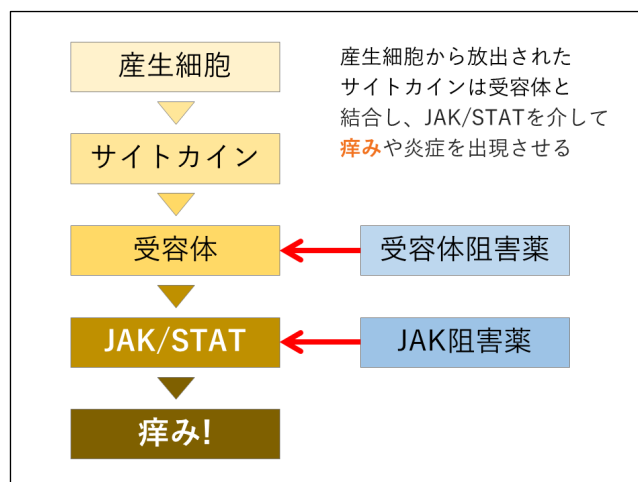 産生細胞
産生細胞から放出された
サイトカインは受容体と
結合し、JAK/STATを介して
痒みや炎症を出現させる
サイトカイン
受容体
受容体阻害薬
JAK/STAT
JAK阻害薬
痒み!